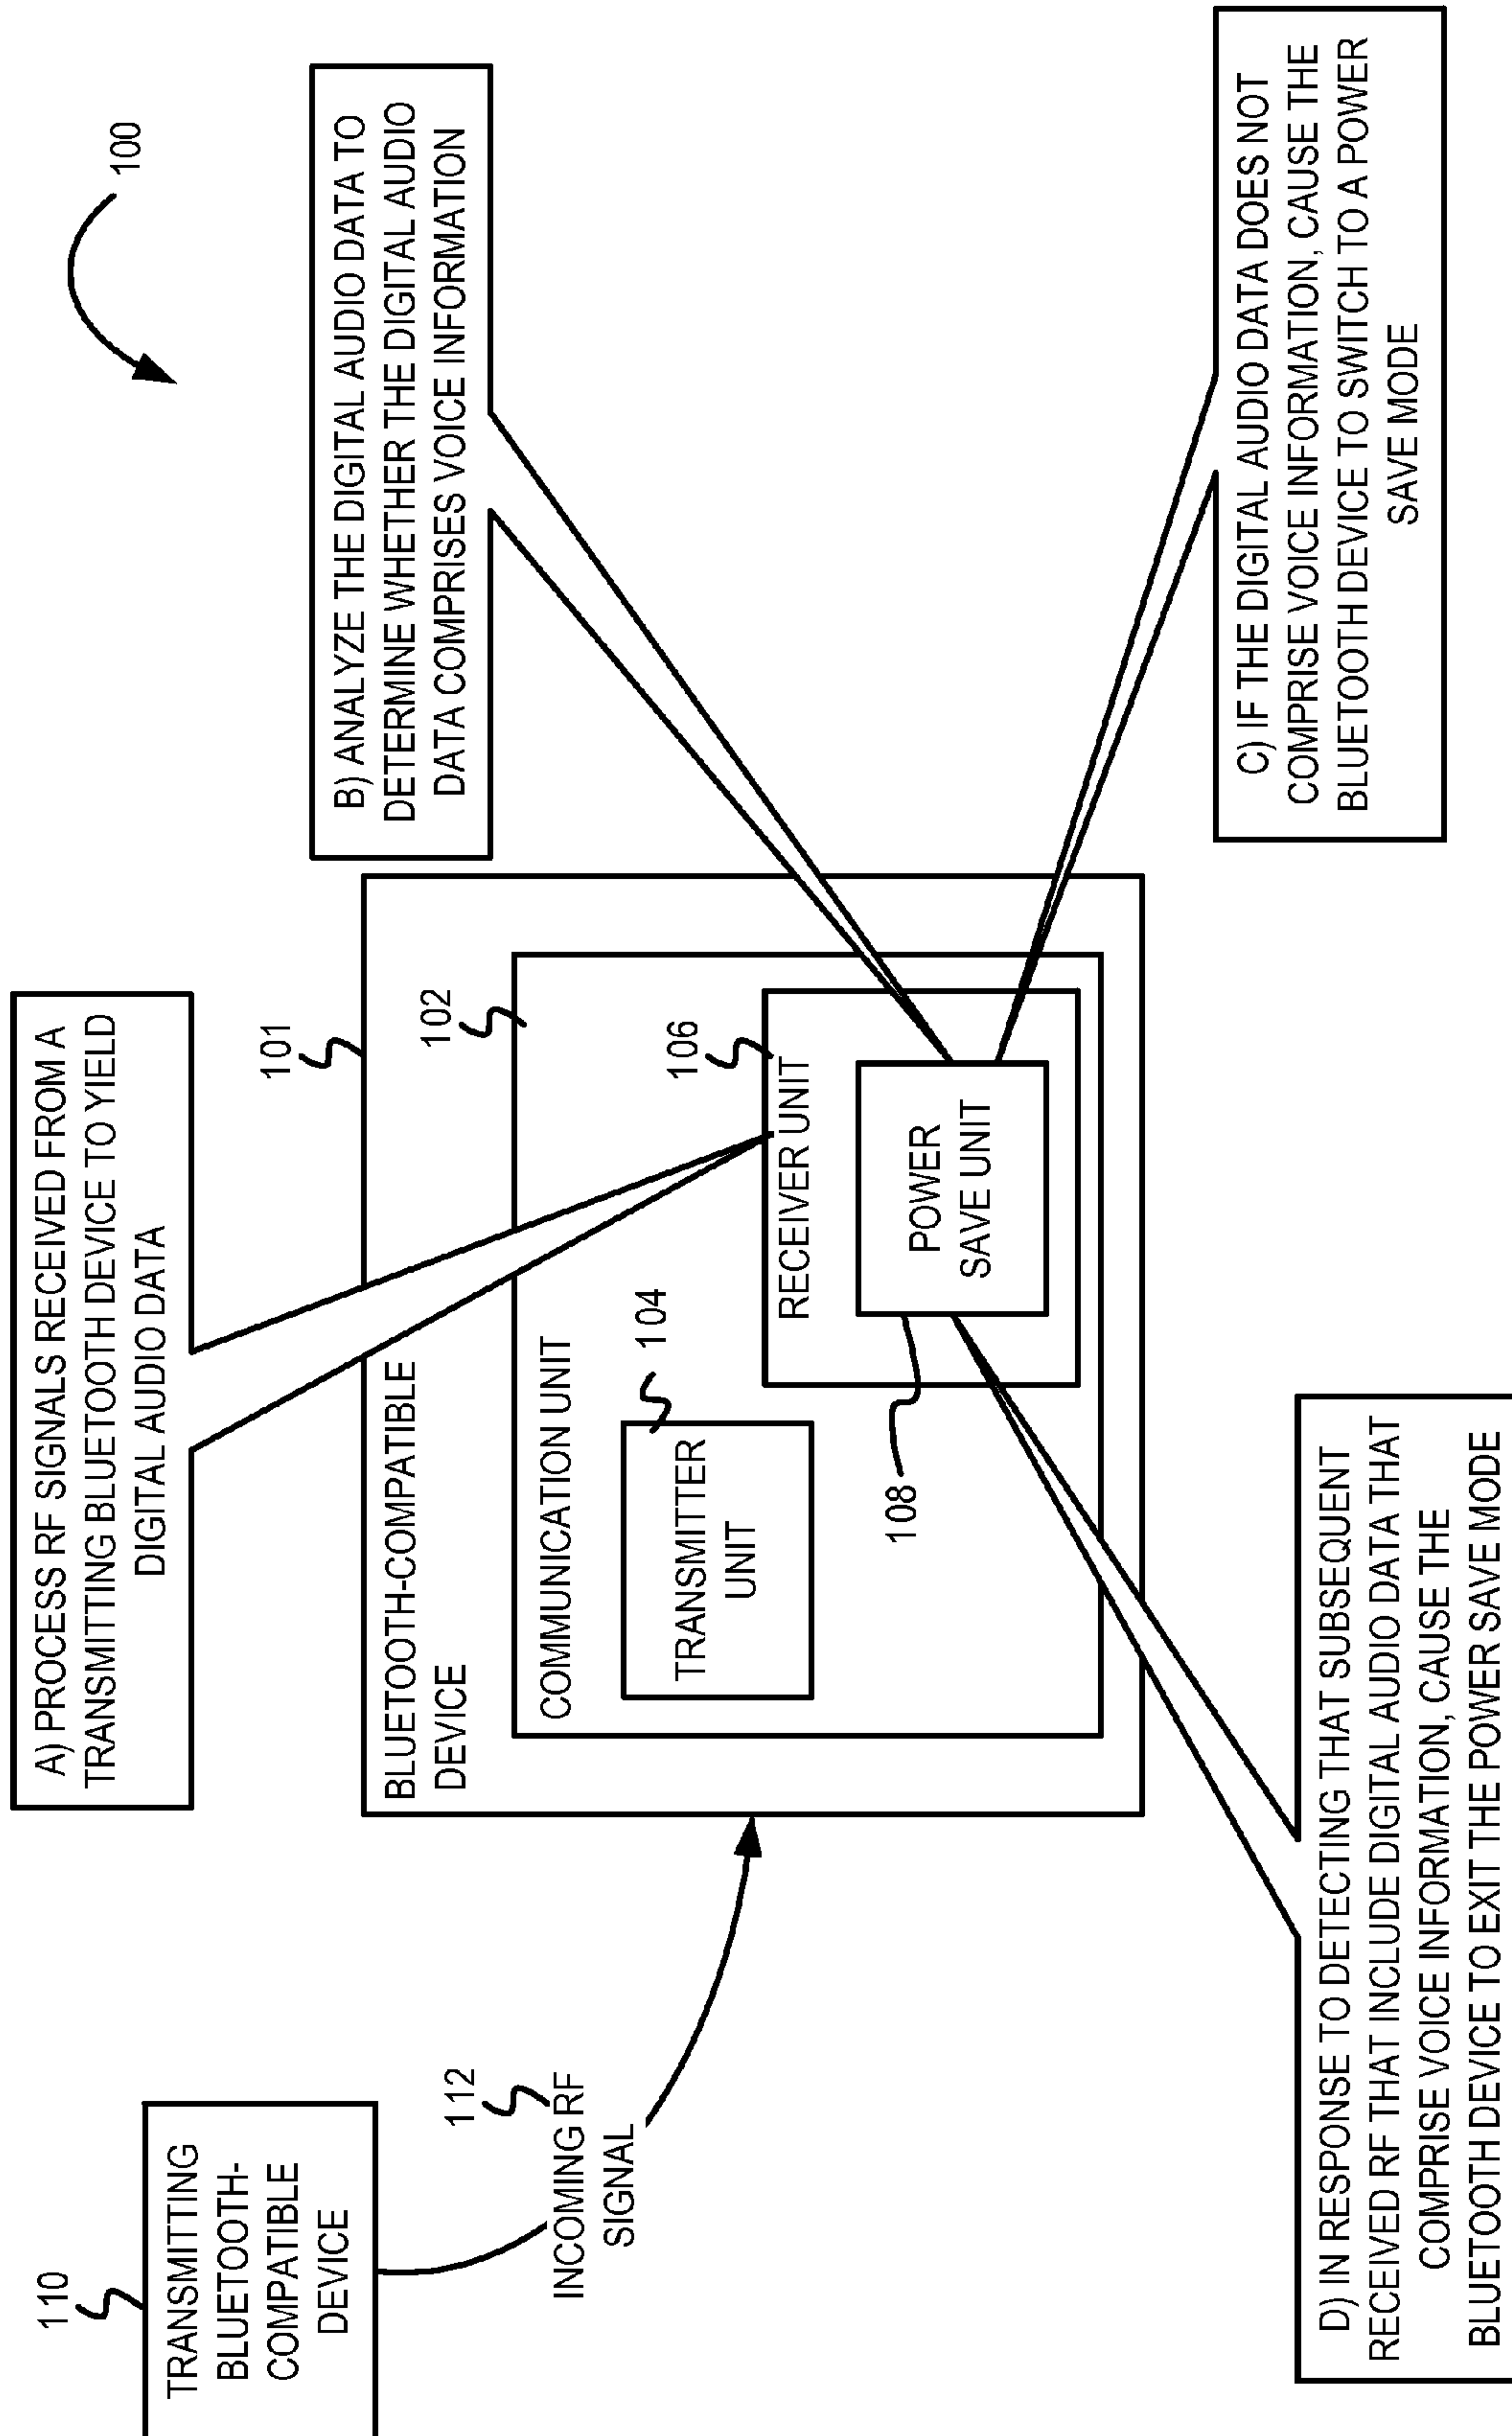 100
A) PROCESS RF SIGNALS RECEIVED FROM A
TRANSMITTING BLUETOOTH DEVICE TO YIELD
DIGITAL AUDIO DATA
B) ANALYZE THE DIGITAL AUDIO DATA TO
DETERMINE WHETHER THE DIGITAL AUDIO
DATA COMPRISES VOICE INFORMATION
110
TRANSMITTING
BLUETOOTH-
COMPATIBLE
DEVICE
112
INCOMING RF
SIGNAL
101
BLUETOOTH-COMPATIBLE
DEVICE
102
COMMUNICATION UNIT
104
TRANSMITTER
UNIT
106
RECEIVER UNIT
POWER
SAVE UNIT
108
D) IN RESPONSE TO DETECTING THAT SUBSEQUENT
RECEIVED RF THAT INCLUDE DIGITAL AUDIO DATA THAT
COMPRISE VOICE INFORMATION, CAUSE THE
BLUETOOTH DEVICE TO EXIT THE POWER SAVE MODE
C) IF THE DIGITAL AUDIO DATA DOES NOT
COMPRISE VOICE INFORMATION, CAUSE THE
BLUETOOTH DEVICE TO SWITCH TO A POWER
SAVE MODE